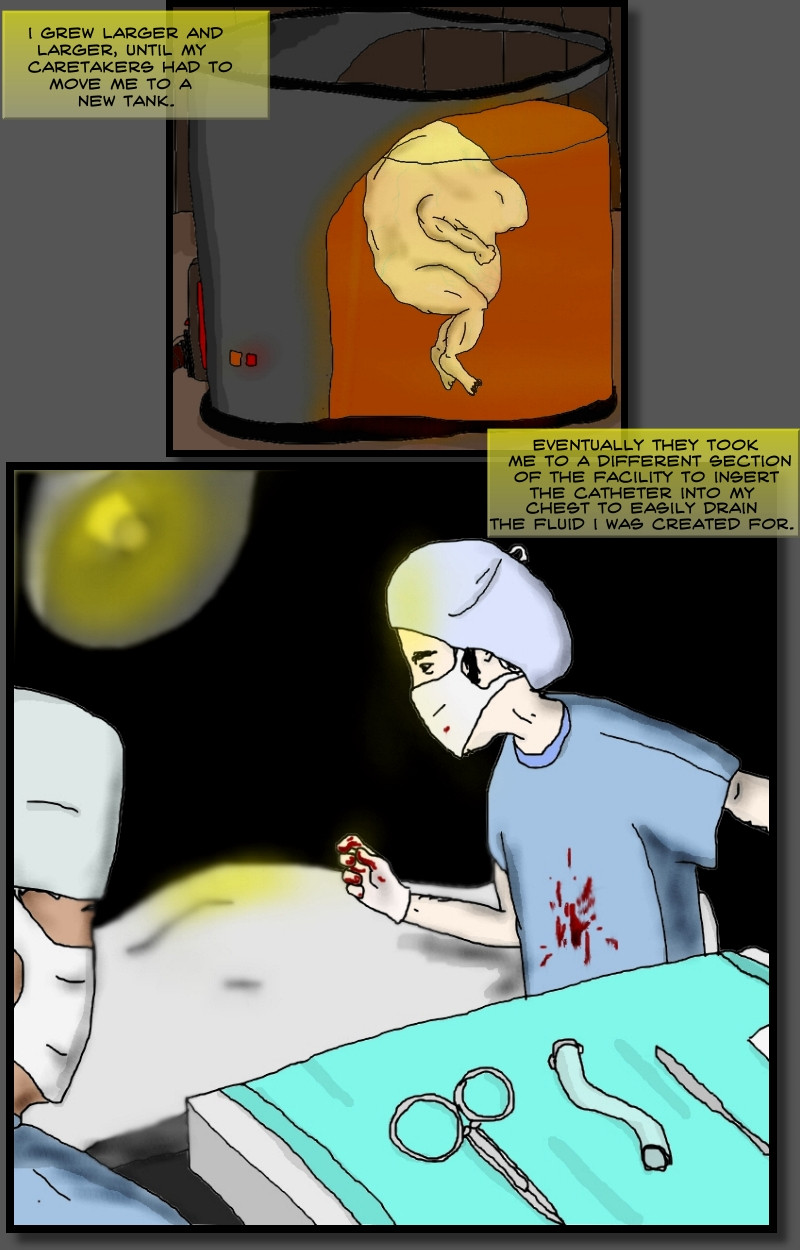 I GREW LARGER AND
LARGER, UNTIL MY
CARETAKERS HAD TO
MOVE ME TO A
NEW TANK.
EVENTUALLY THEY TOOK
ME TO A DIFFERENT SECTION
OF THE FACILITY TO INSERT
THE CATHETER INTO MY
CHEST TO EASILY DRAIN
THE FLUID I WAS CREATED FOR.